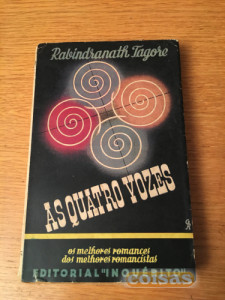 Rabindranath Tagore
AS QUATRO VOZES
os melhores romances
dos melhores romancistas
EDITORIAL "INQUÉRITO"
coisas